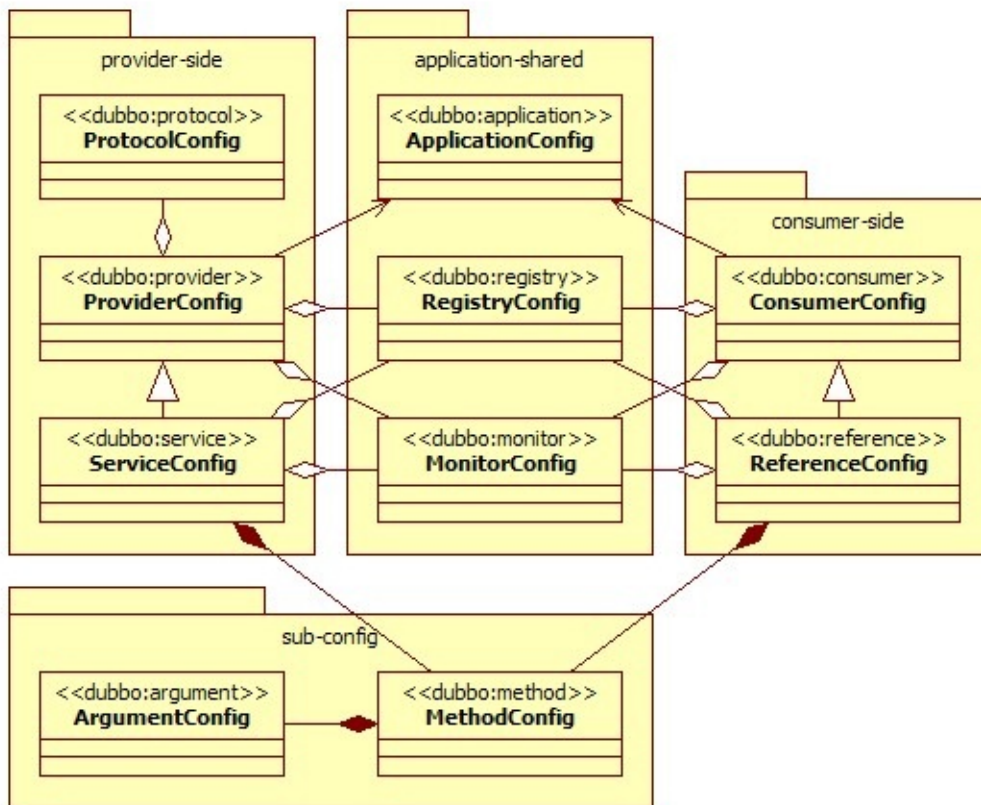 provider-side
<<dubbo:protocol>>
ProtocolConfig
<<dubbo:provider>>
ProviderConfig
<<dubbo:service>>
ServiceConfig
application-shared
<<dubbo:application>>
ApplicationConfig
<<dubbo:registry>>
RegistryConfig
<<dubbo:monitor>>
MonitorConfig
consumer-side
<<dubbo:consumer>>
ConsumerConfig
<<dubbo:reference>>
ReferenceConfig
sub-config
<<dubbo:argument>>
ArgumentConfig
<<dubbo:method>>
MethodConfig